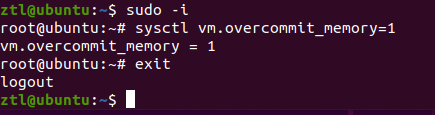 ztl@ubuntu:~$ sudo -i
root@ubuntu:~# sysctl vm.overcommit_memory=1
vm.overcommit_memory = 1
root@ubuntu:~# exit
logout
ztl@ubuntu:~$